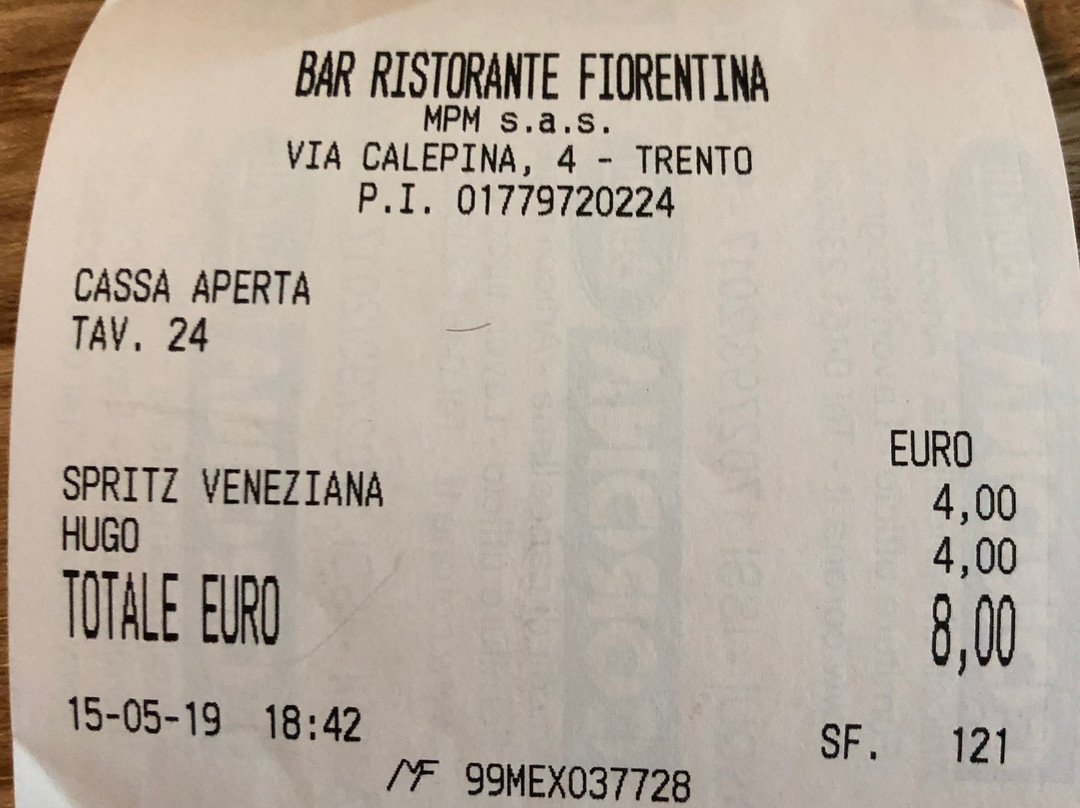 BAR RISTORANTE FIORENTINA
MPM s.a.s.
VIA CALEPINA, 4 - TRENTO
P.I. 01779720224
CASSA APERTA
TAV. 24
EURO
SPRITZ VENEZIANA 4,00
HUGO 4,00
TOTALE EURO 8,00
15-05-19 18:42
SF. 121
MF 99MEX037728